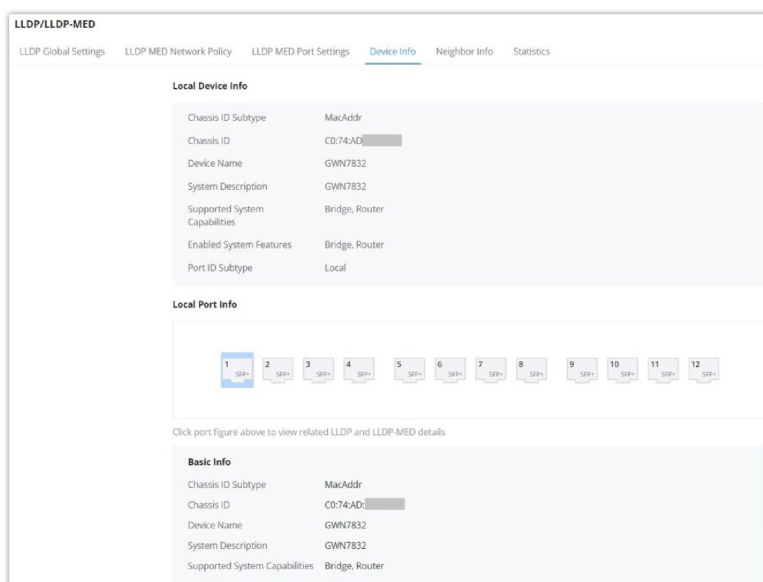 LLDP/LLDP-MED
LLDP Global Settings LLDP MED Network Policy LLDP MED Port Settings Device Info Neighbor Info Statistics
Local Device Info
Chassis ID Subtype MacAddr
Chassis ID C0:74:AD
Device Name GWN7832
System Description GWN7832
Supported System Bridge, Router
Capabilities
Enabled System Features Bridge, Router
Port ID Subtype Local
Local Port Info
1 2 3 4 5 6 7 8 9 10 11 12
SFP+ SFP+ SFP+ SFP+ SFP+ SFP+ SFP+ SFP+ SFP+ SFP+ SFP+ SFP+
Click port figure above to view related LLDP and LLDP-MED details
Basic Info
Chassis ID Subtype MacAddr
Chassis ID C0:74:AD:
Device Name GWN7832
System Description GWN7832
Supported System Capabilities Bridge, Router